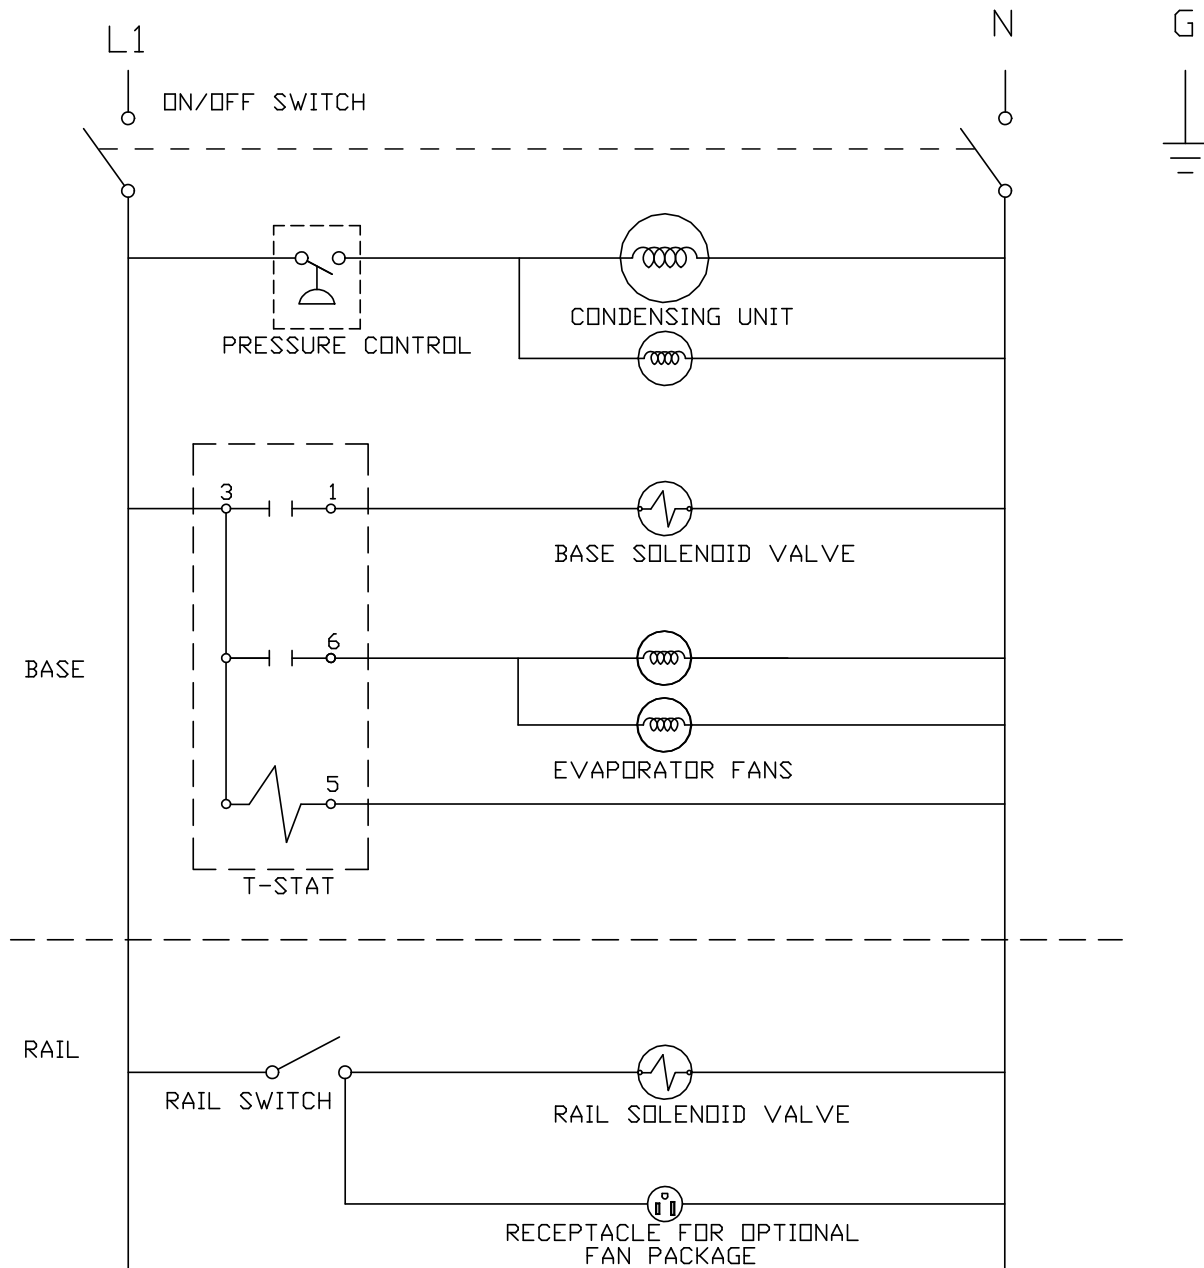 L1
N
G
ON/OFF SWITCH
CONDENSING UNIT
PRESSURE CONTROL
3
1
BASE SOLENOID VALVE
6
BASE
EVAPORATOR FANS
5
T-STAT
RAIL
RAIL SWITCH
RAIL SOLENOID VALVE
RECEPTACLE FOR OPTIONAL
FAN PACKAGE